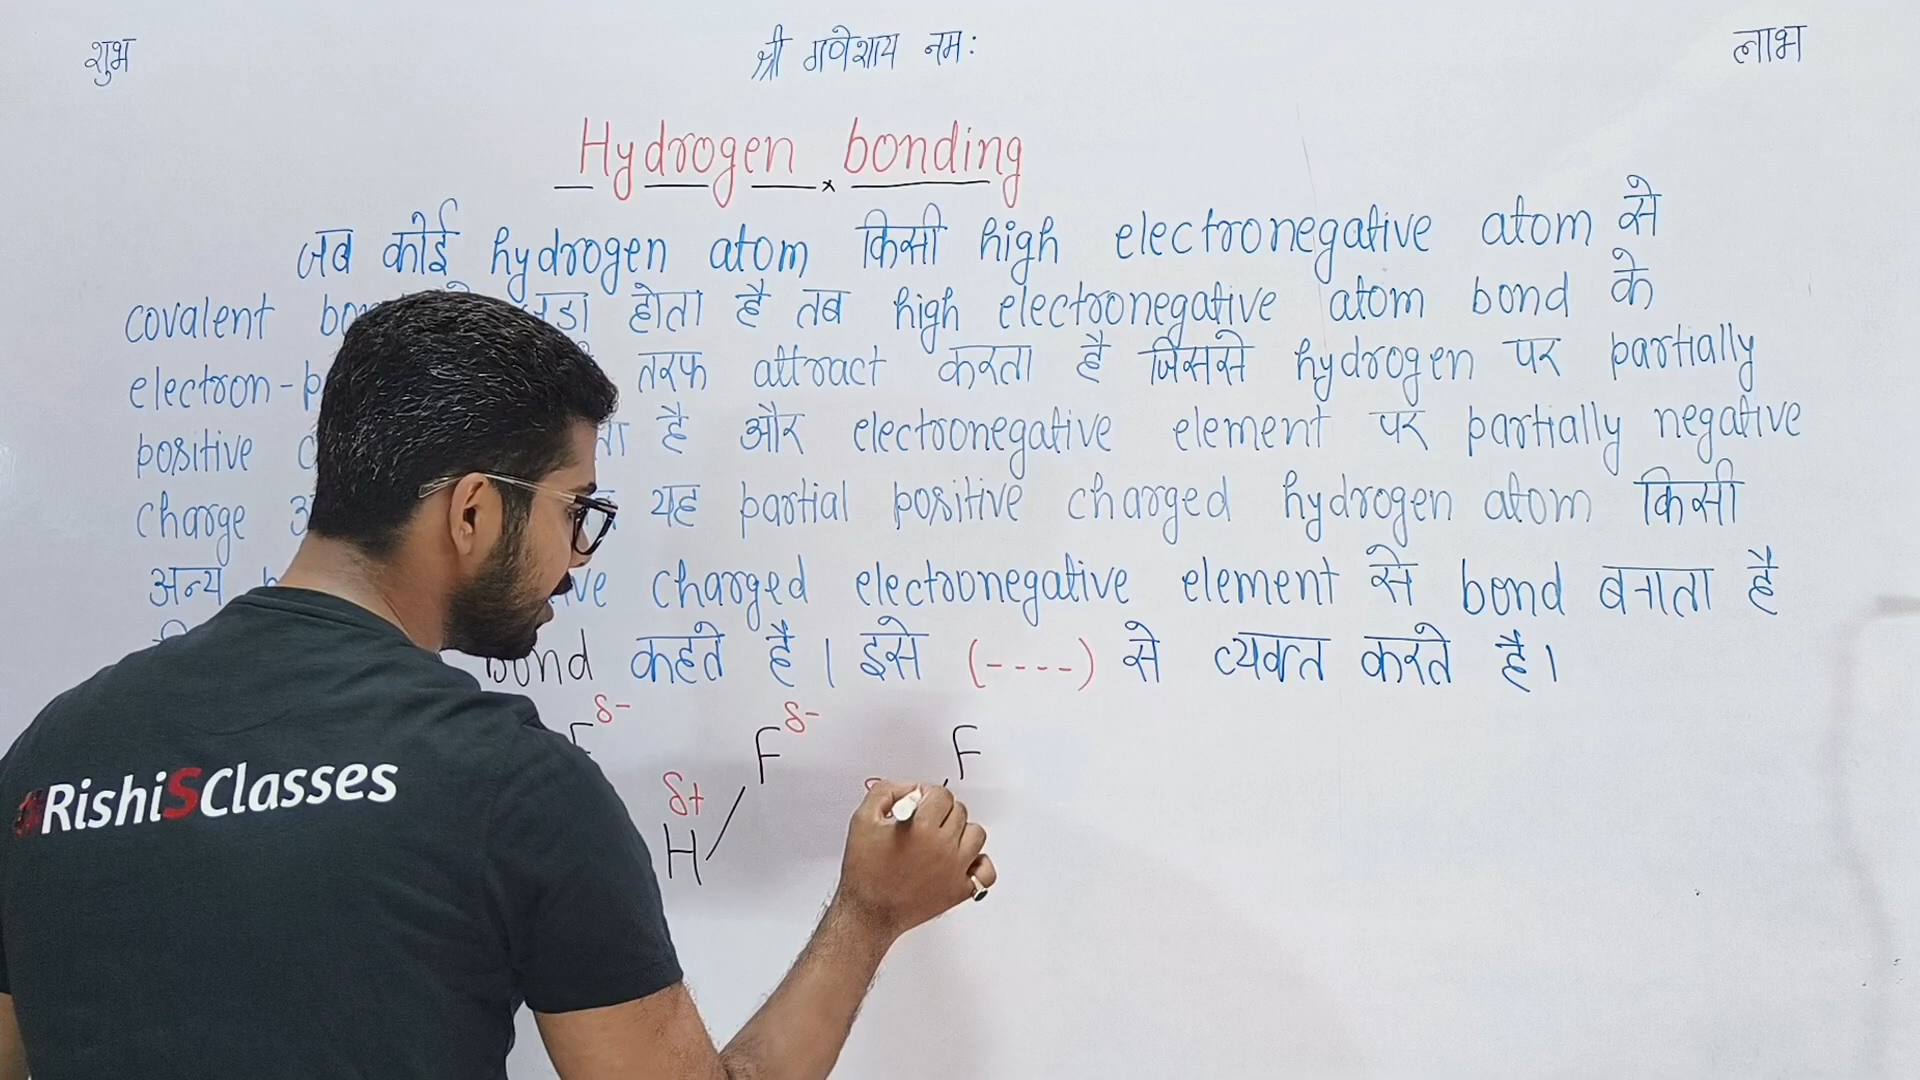 शुभ श्री गणेशाय नमः लाभ
Hydrogen bonding
जब कोई hydrogen atom किसी high electronegative atom से
covalent होता है तब high electronegative atom bond के
electron- तरफ attract करता है जिससे hydrogen पर partially
positive है और electronegative element पर partially negative
charge यह partial positive charged hydrogen atom किसी
अन्य charged electronegative element से bond बनाता है
bond कहते है। इसे (----) से व्यक्त करते है।
δ- δ-
F F F
δ+
H
#RishiSClasses